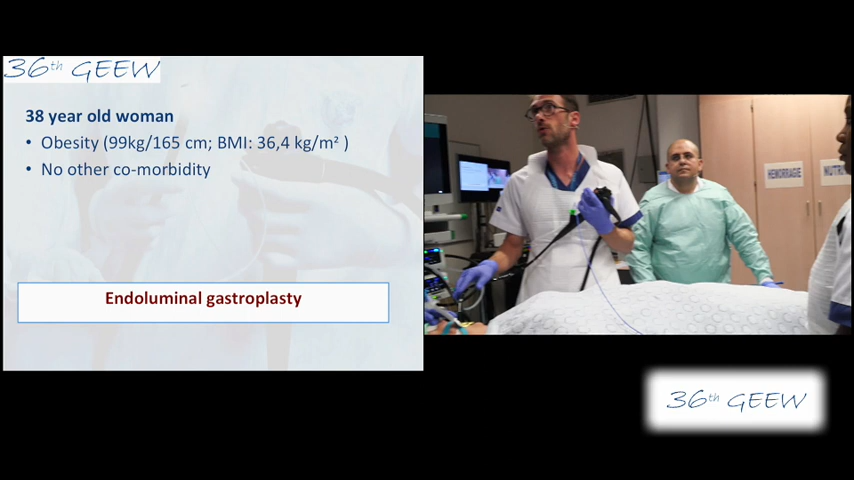 36th GEEW
38 year old woman
• Obesity (99kg/165 cm; BMI: 36,4 kg/m² )
• No other co-morbidity
Endoluminal gastroplasty
HEMORRAGIE
36th GEEW